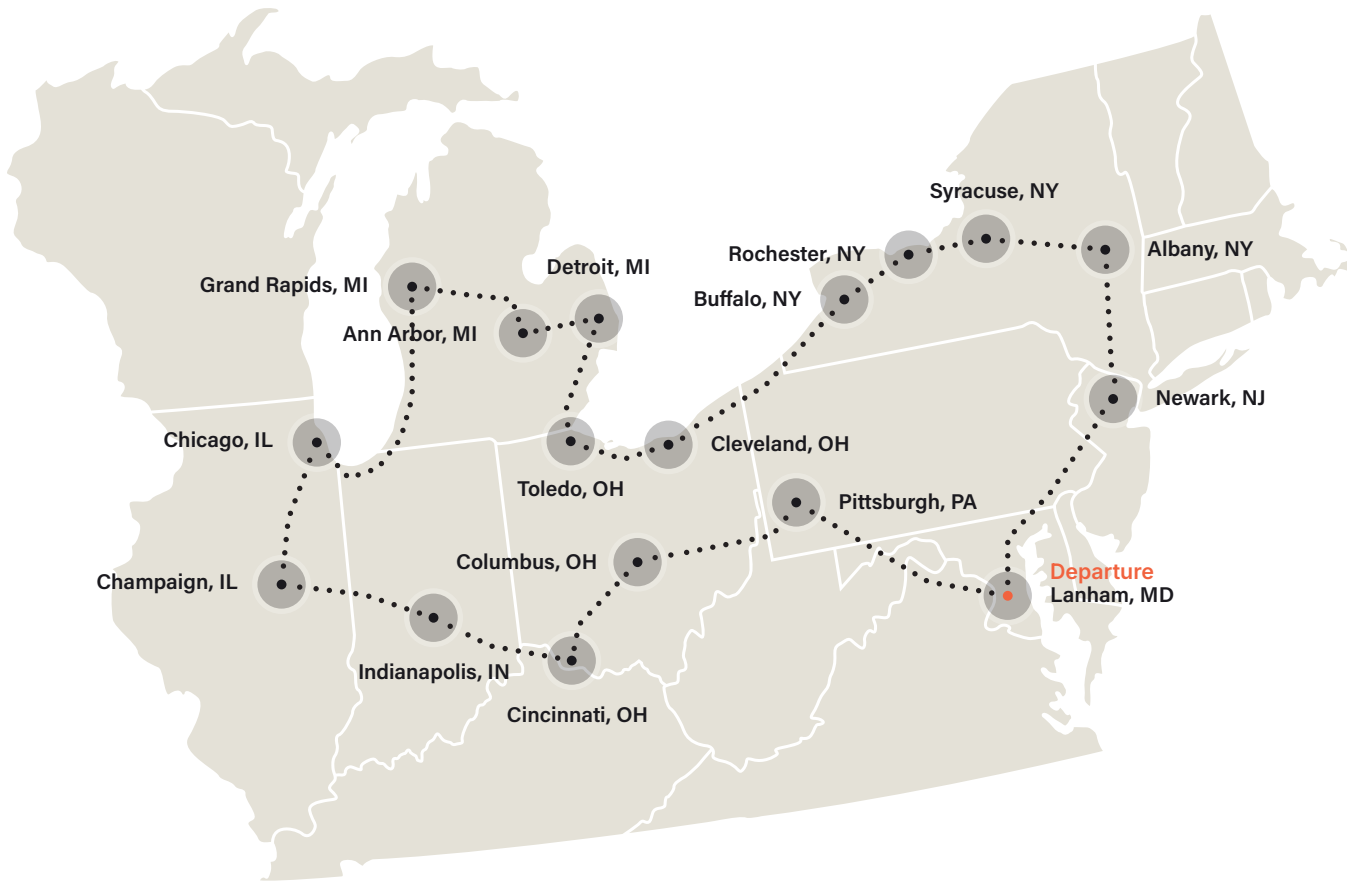 Syracuse, NY
Rochester, NY
Albany, NY
Detroit, MI
Grand Rapids, MI
Buffalo, NY
Ann Arbor, MI
Newark, NJ
Chicago, IL
Cleveland, OH
Toledo, OH
Pittsburgh, PA
Columbus, OH
Departure
Lanham, MD
Champaign, IL
Indianapolis, IN
Cincinnati, OH